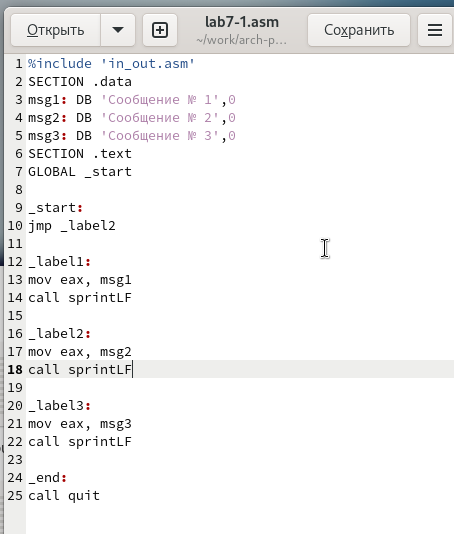 Открыть
lab7-1.asm
~/work/arch-p…
Сохранить
1 %include 'in_out.asm'
2 SECTION .data
3 msg1: DB 'Сообщение № 1',0
4 msg2: DB 'Сообщение № 2',0
5 msg3: DB 'Сообщение № 3',0
6 SECTION .text
7 GLOBAL _start
8
9 _start:
10 jmp _label2
11
12 _label1:
13 mov eax, msg1
14 call sprintLF
15
16 _label2:
17 mov eax, msg2
18 call sprintLF
19
20 _label3:
21 mov eax, msg3
22 call sprintLF
23
24 _end:
25 call quit